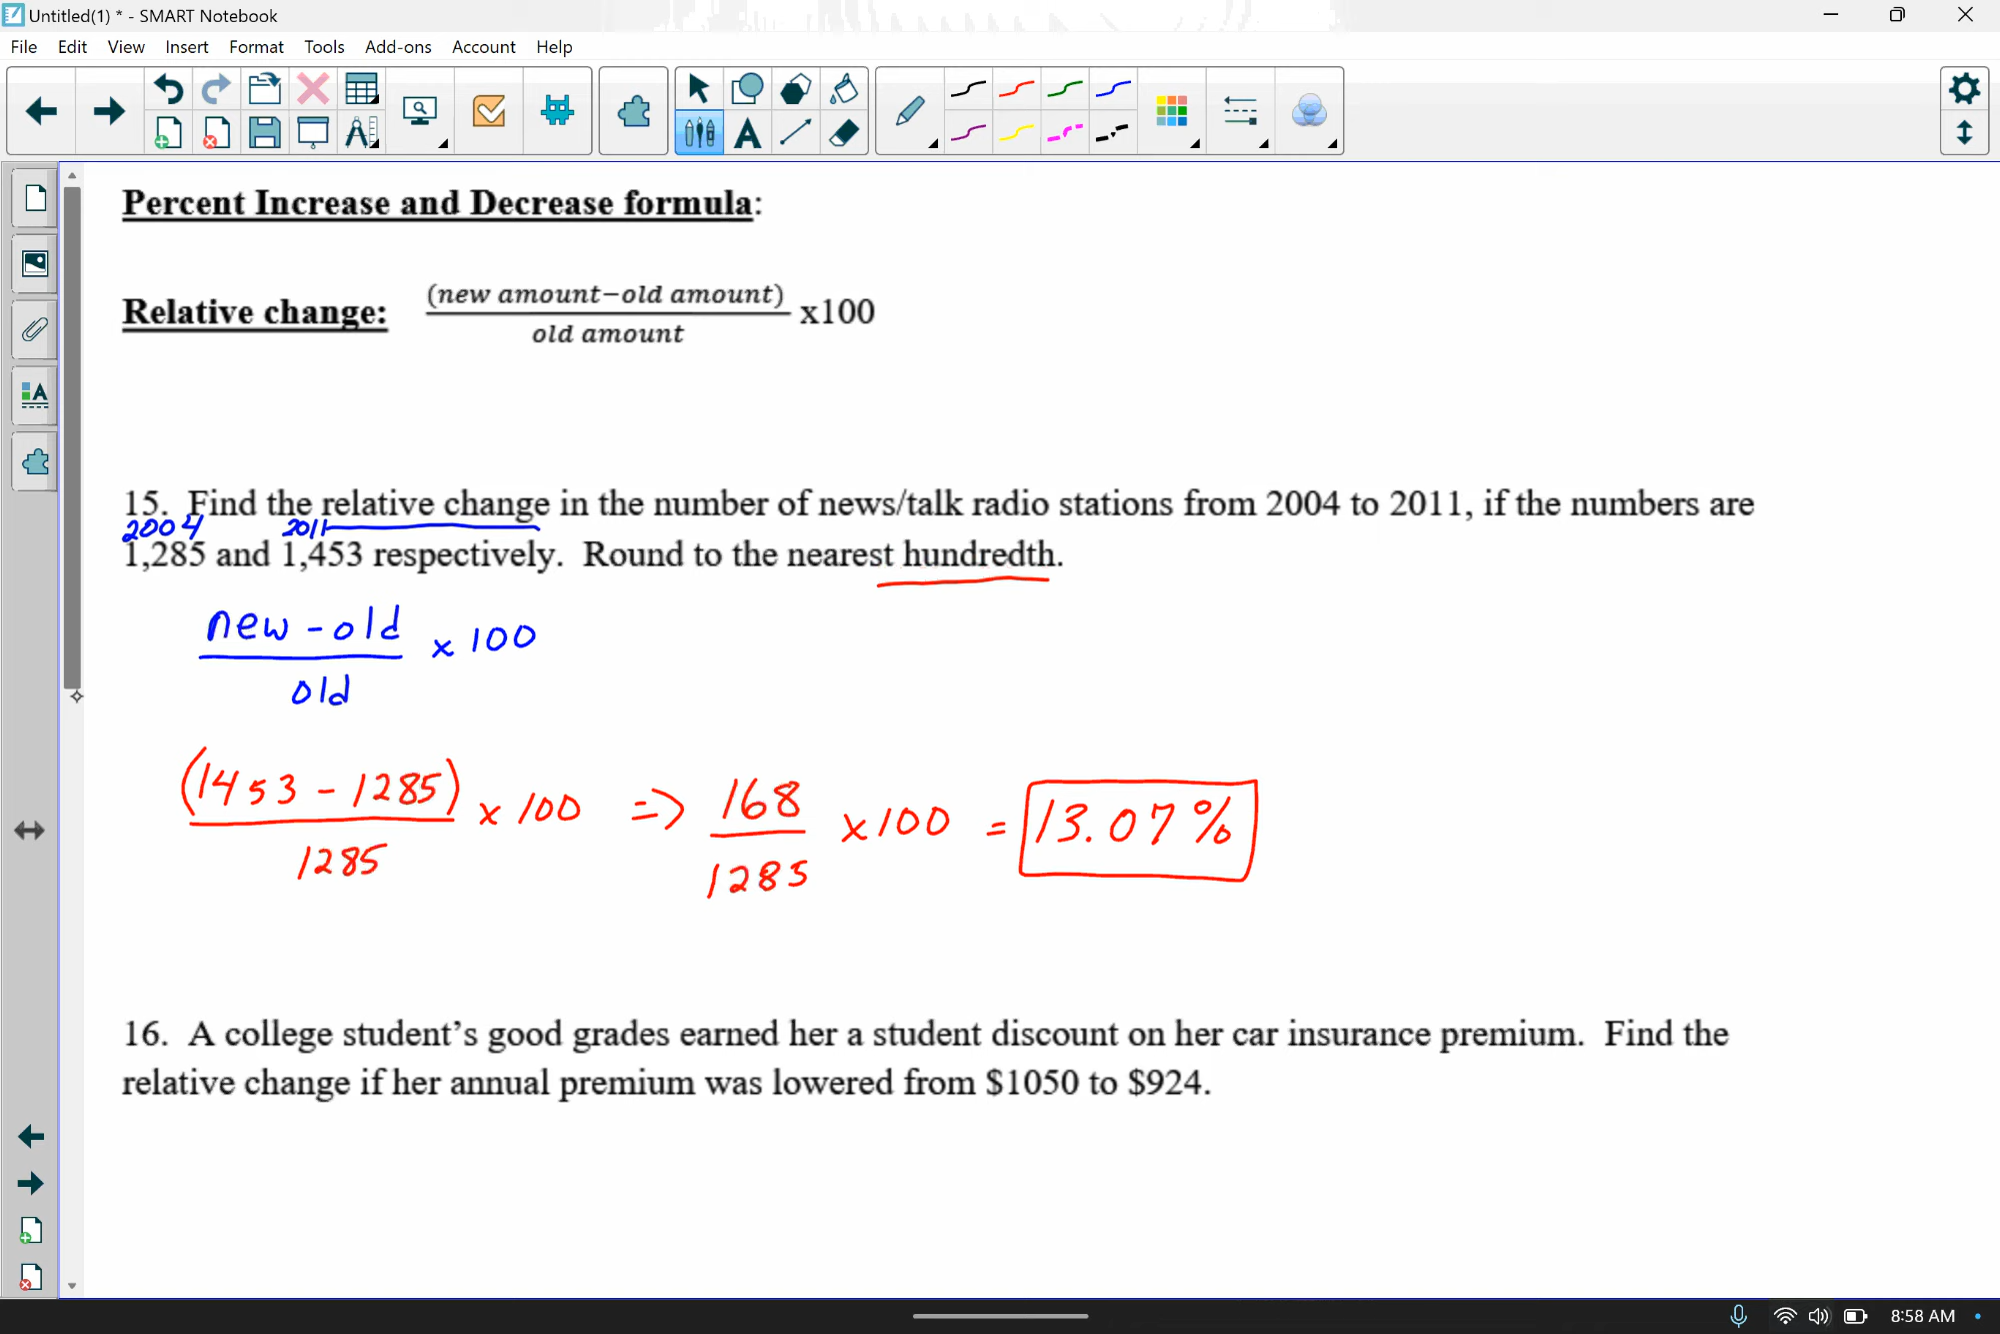 Untitled(1) * - SMART Notebook
File Edit View Insert Format Tools Add-ons Account Help
Percent Increase and Decrease formula:
Relative change: (new amount−old amount)/old amount x100
15. Find the relative change in the number of news/talk radio stations from 2004 to 2011, if the numbers are
2004 2011
1,285 and 1,453 respectively. Round to the nearest hundredth.
new - old
x 100
old
(1453 - 1285) x 100 => 168 x 100 = 13.07%
1285 1285
16. A college student’s good grades earned her a student discount on her car insurance premium. Find the
relative change if her annual premium was lowered from $1050 to $924.
8:58 AM